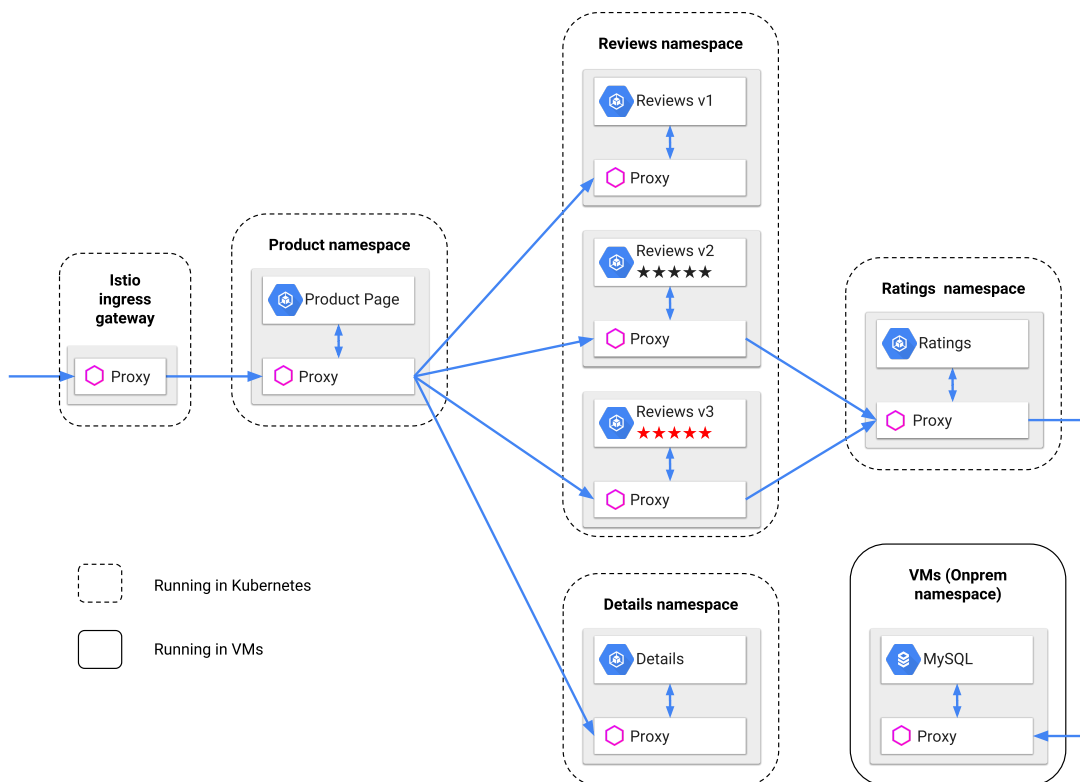 Istio
ingress
gateway
Proxy
Product namespace
Product Page
Proxy
Reviews namespace
Reviews v1
Proxy
Reviews v2
★★★★★
Proxy
Reviews v3
★★★★★
Proxy
Ratings namespace
Ratings
Proxy
Details namespace
Details
Proxy
VMs (Onprem
namespace)
MySQL
Proxy
Running in Kubernetes
Running in VMs